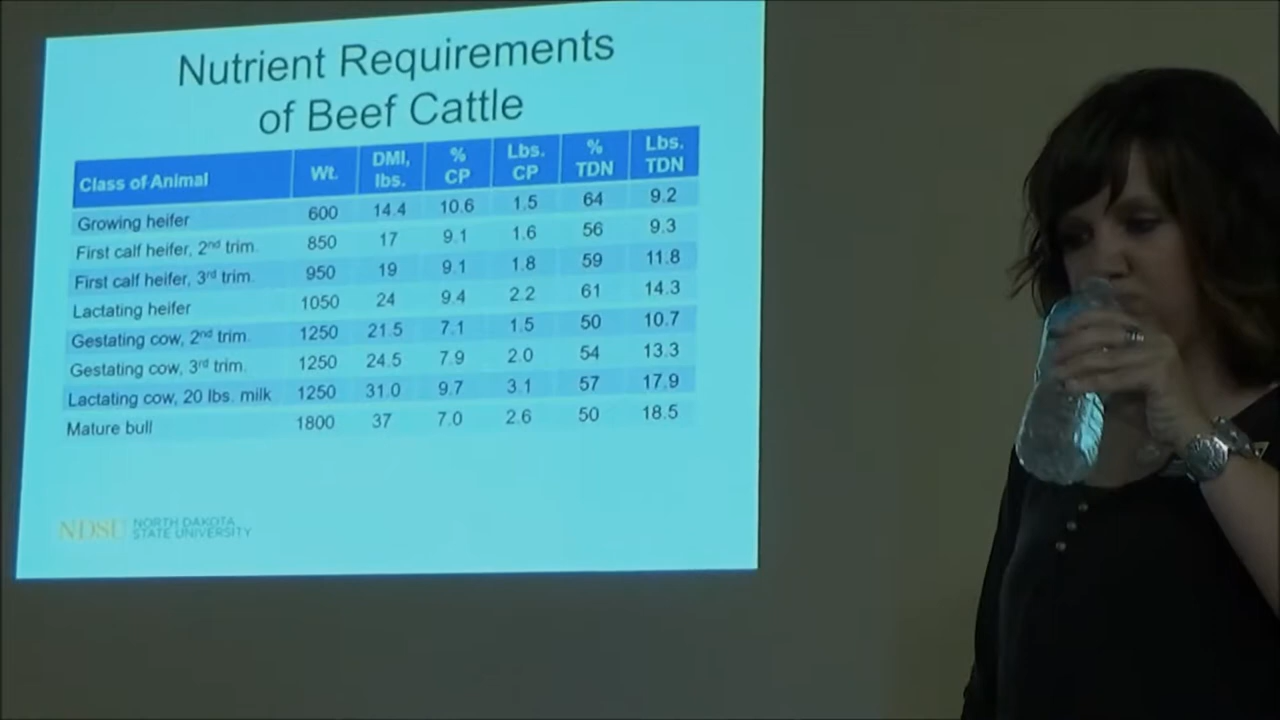 Nutrient Requirements
of Beef Cattle
Class of Animal Wt. DMI, lbs. % CP Lbs. CP % TDN Lbs. TDN
Growing heifer 600 14.4 10.6 1.5 64 9.2
First calf heifer, 2nd trim. 850 17 9.1 1.6 56 9.3
First calf heifer, 3rd trim. 950 19 9.1 1.8 59 11.8
Lactating heifer 1050 24 9.4 2.2 61 14.3
Gestating cow, 2nd trim. 1250 21.5 7.1 1.5 50 10.7
Gestating cow, 3rd trim. 1250 24.5 7.9 2.0 54 13.3
Lactating cow, 20 lbs. milk 1250 31.0 9.7 3.1 57 17.9
Mature bull 1800 37 7.0 2.6 50 18.5
NDSU NORTH DAKOTA
STATE UNIVERSITY